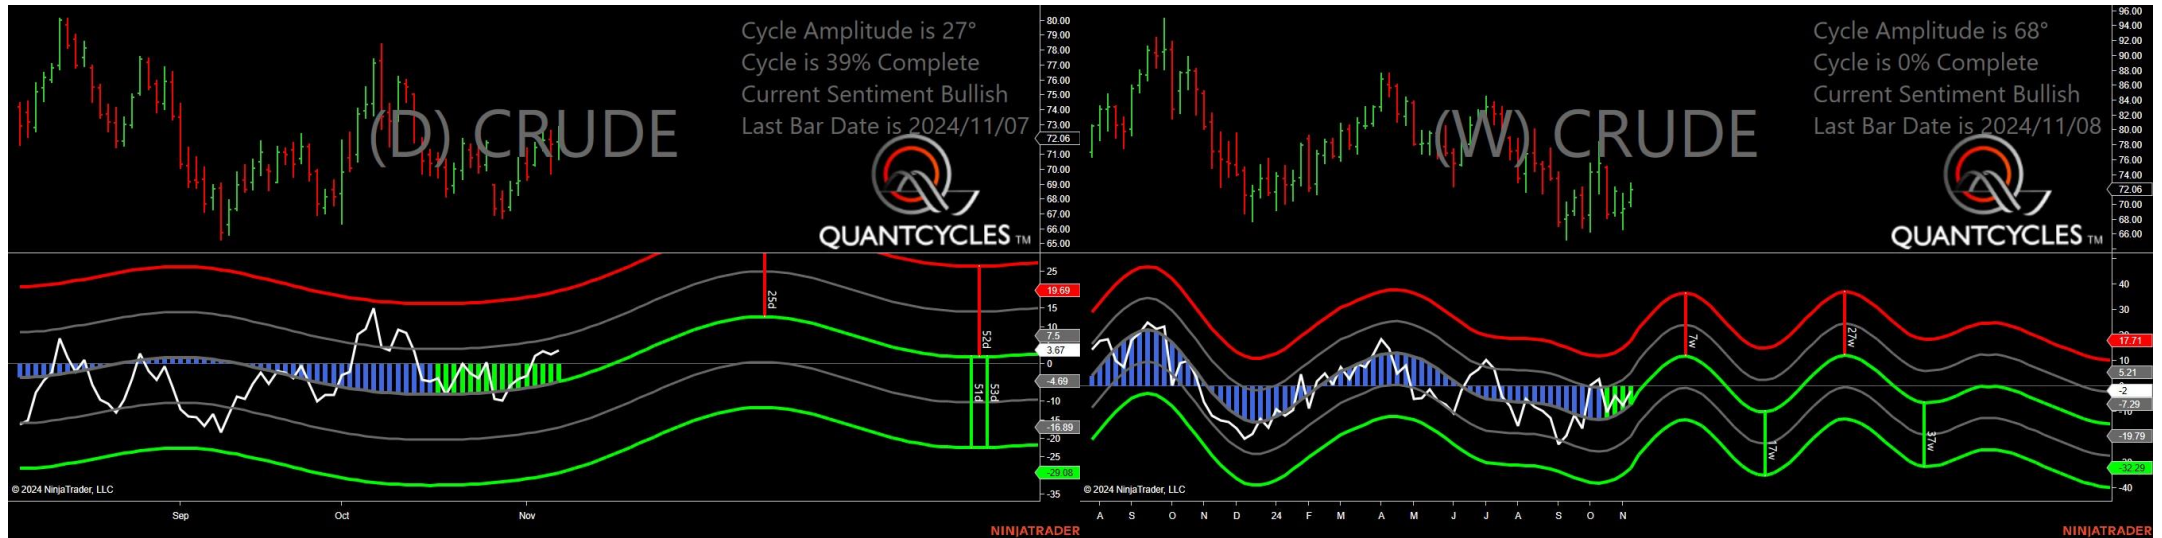 Cycle Amplitude is 27°
Cycle is 39% Complete
Current Sentiment Bullish
Last Bar Date is 2024/11/07
(D) CRUDE
QUANTCYCLES TM
80.00
79.00
78.00
77.00
76.00
75.00
74.00
73.00
72.06
71.00
70.00
69.00
68.00
67.00
66.00
65.00
25d
52d
51d
53d
25
19.69
15
10
7.5
3.67
0
-4.69
-10
-16.89
-20
-25
-29.08
-35
© 2024 NinjaTrader, LLC
Sep
Oct
Nov
NINJATRADER
Cycle Amplitude is 68°
Cycle is 0% Complete
Current Sentiment Bullish
Last Bar Date is 2024/11/08
(W) CRUDE
QUANTCYCLES TM
96.00
94.00
92.00
90.00
88.00
86.00
84.00
82.00
80.00
78.00
76.00
74.00
72.06
70.00
68.00
66.00
7w
17w
27w
37w
40
30
17.71
10
5.21
-2
-7.29
-19.79
-32.29
-40
© 2024 NinjaTrader, LLC
A
S
O
N
D
24
F
M
A
M
J
J
A
S
O
N
NINJATRADER